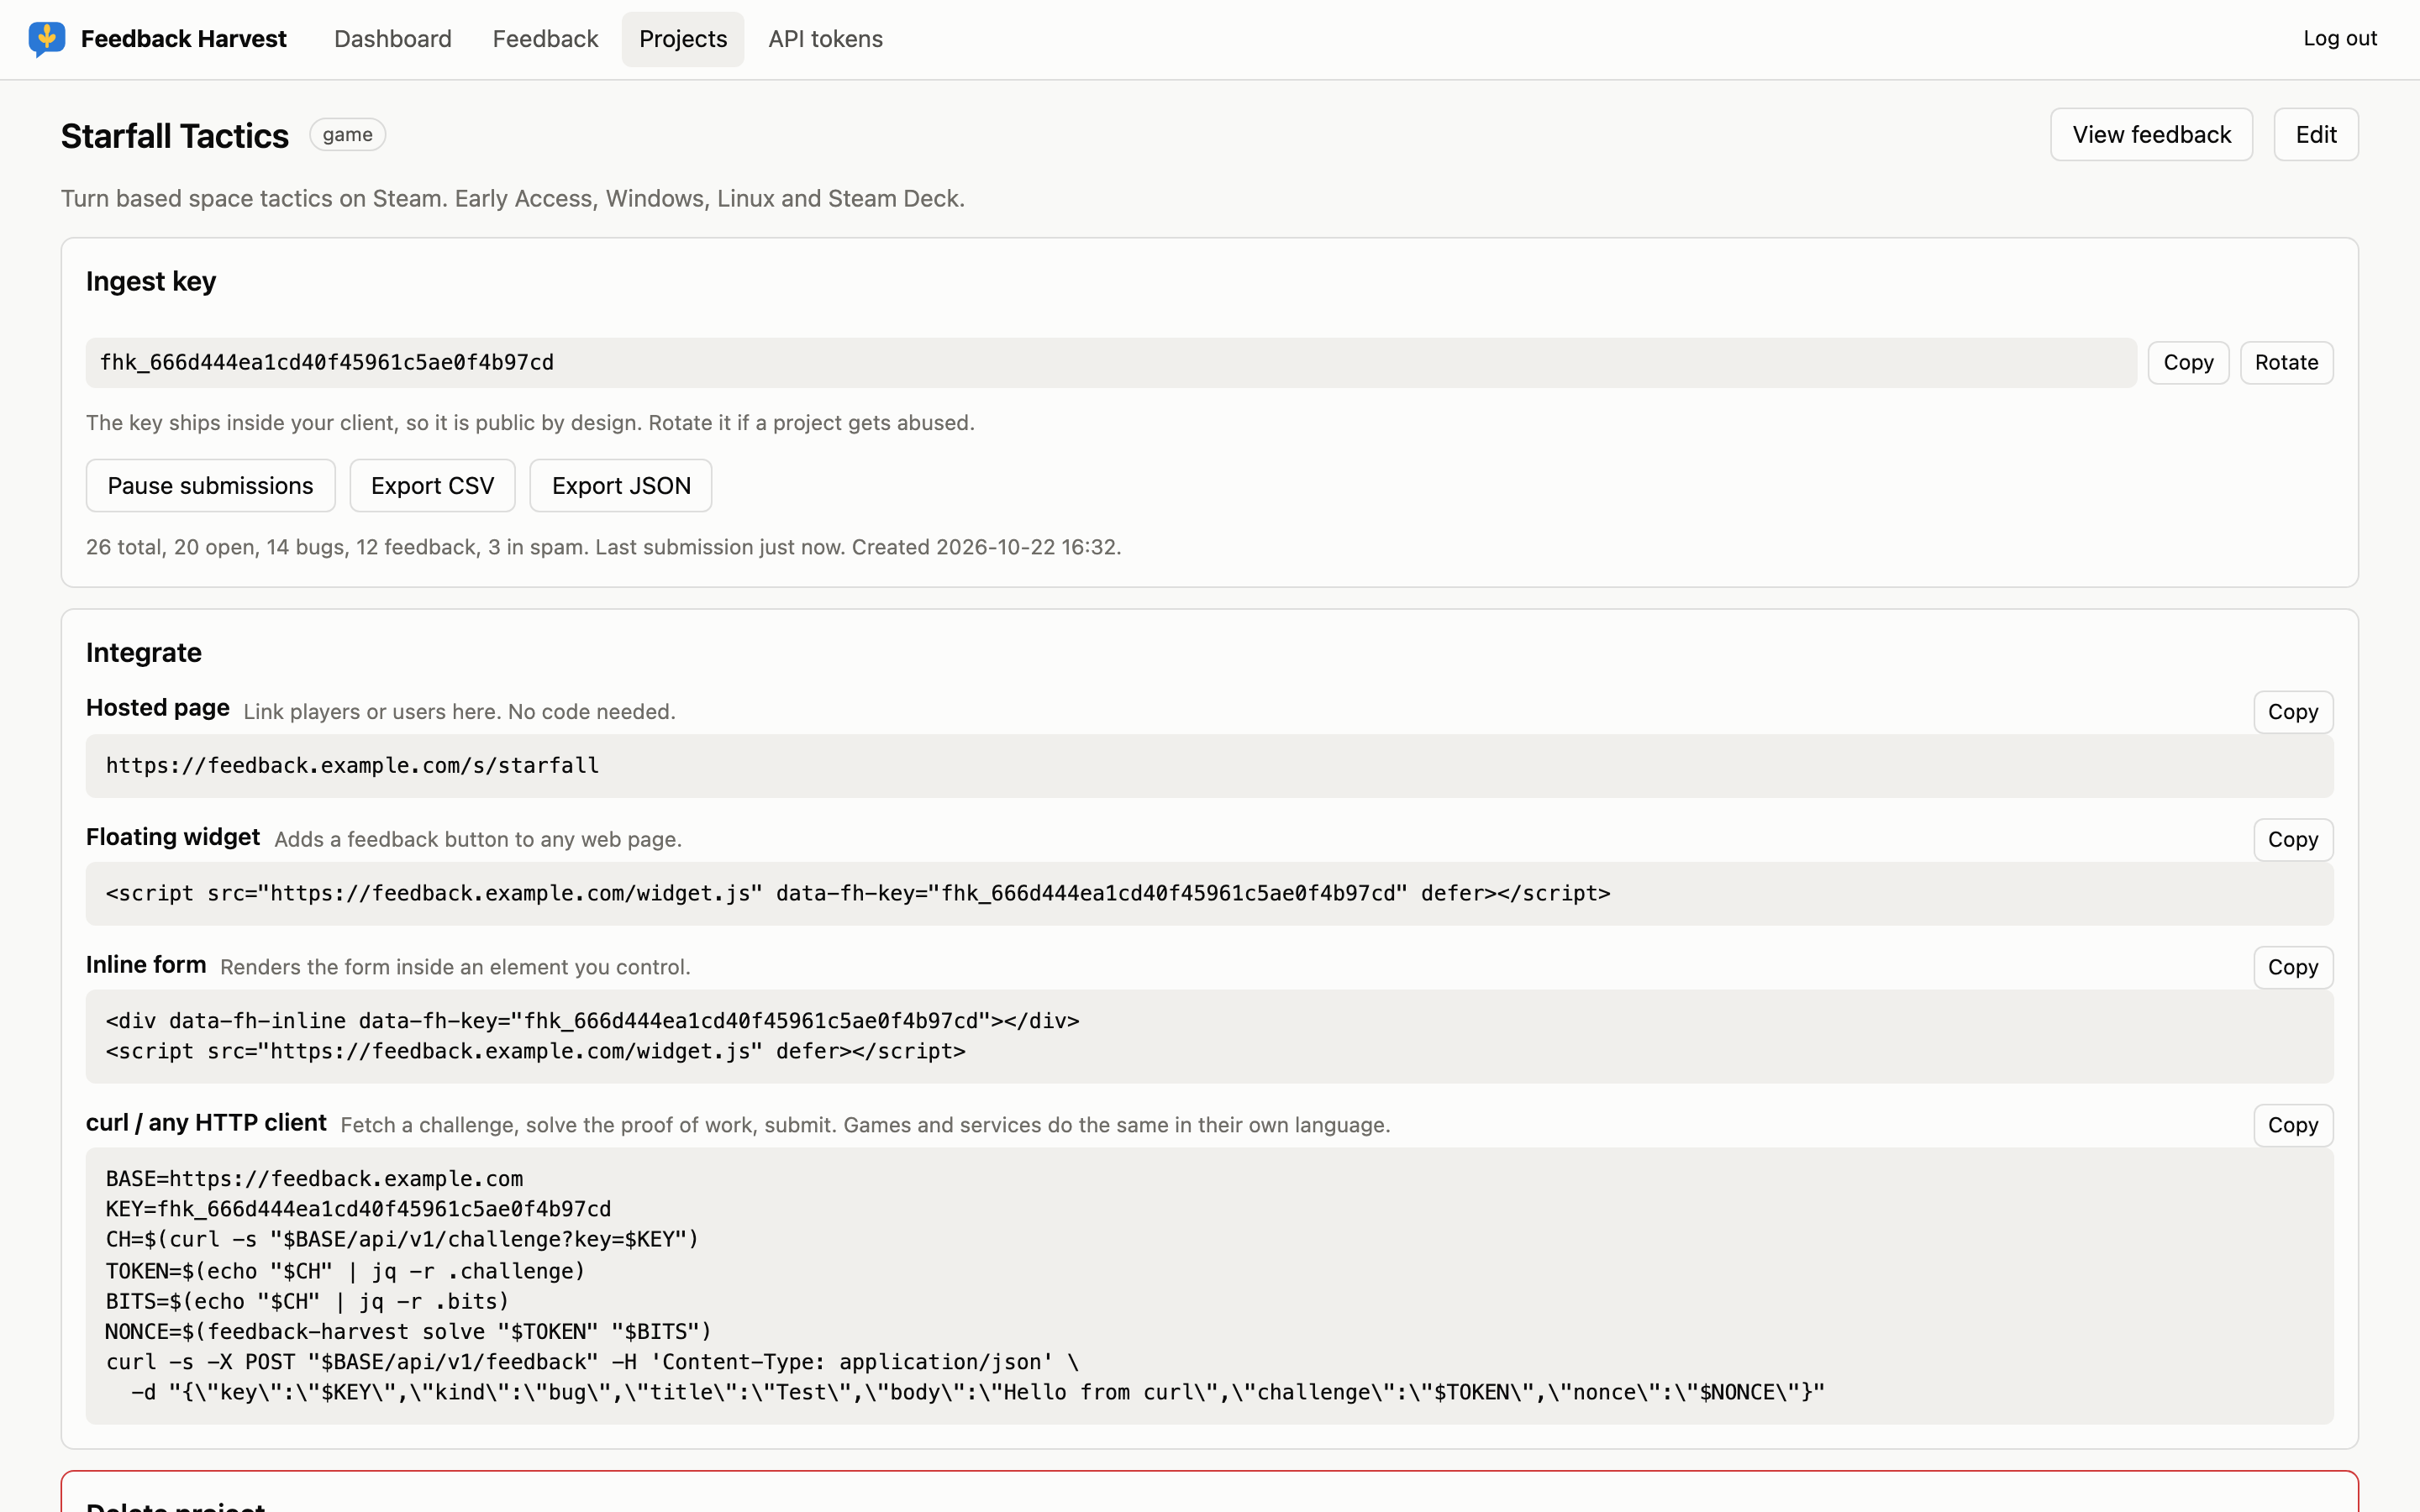 Feedback Harvest Dashboard Feedback Projects API tokens Log out
Starfall Tactics game View feedback Edit
Turn based space tactics on Steam. Early Access, Windows, Linux and Steam Deck.
Ingest key
fhk_666d444ea1cd40f45961c5ae0f4b97cd Copy Rotate
The key ships inside your client, so it is public by design. Rotate it if a project gets abused.
Pause submissions Export CSV Export JSON
26 total, 20 open, 14 bugs, 12 feedback, 3 in spam. Last submission just now. Created 2026-10-22 16:32.
Integrate
Hosted page Link players or users here. No code needed. Copy
https://feedback.example.com/s/starfall
Floating widget Adds a feedback button to any web page. Copy
<script src="https://feedback.example.com/widget.js" data-fh-key="fhk_666d444ea1cd40f45961c5ae0f4b97cd" defer></script>
Inline form Renders the form inside an element you control. Copy
<div data-fh-inline data-fh-key="fhk_666d444ea1cd40f45961c5ae0f4b97cd"></div>
<script src="https://feedback.example.com/widget.js" defer></script>
curl / any HTTP client Fetch a challenge, solve the proof of work, submit. Games and services do the same in their own language. Copy
BASE=https://feedback.example.com
KEY=fhk_666d444ea1cd40f45961c5ae0f4b97cd
CH=$(curl -s "$BASE/api/v1/challenge?key=$KEY")
TOKEN=$(echo "$CH" | jq -r .challenge)
BITS=$(echo "$CH" | jq -r .bits)
NONCE=$(feedback-harvest solve "$TOKEN" "$BITS")
curl -s -X POST "$BASE/api/v1/feedback" -H 'Content-Type: application/json' \
  -d "{\"key\":\"$KEY\",\"kind\":\"bug\",\"title\":\"Test\",\"body\":\"Hello from curl\",\"challenge\":\"$TOKEN\",\"nonce\":\"$NONCE\"}"
Delete project